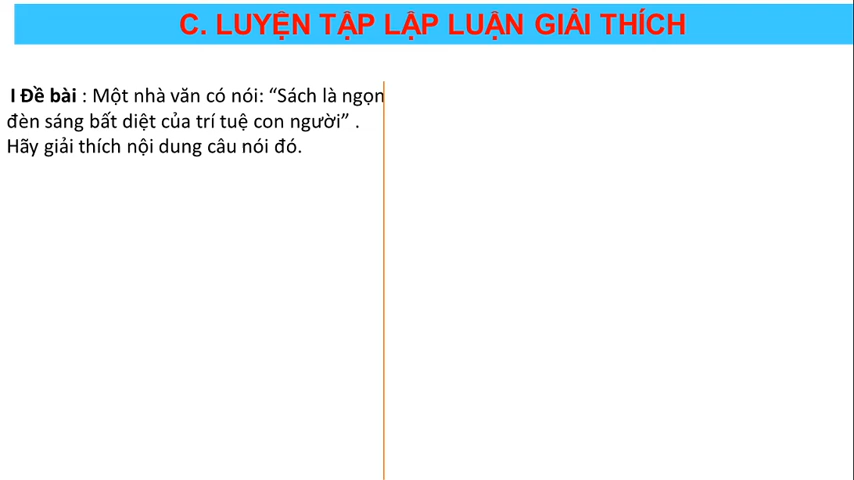 C. LUYỆN TẬP LẬP LUẬN GIẢI THÍCH
I Đề bài : Một nhà văn có nói: “Sách là ngọn
đèn sáng bất diệt của trí tuệ con người” .
Hãy giải thích nội dung câu nói đó.